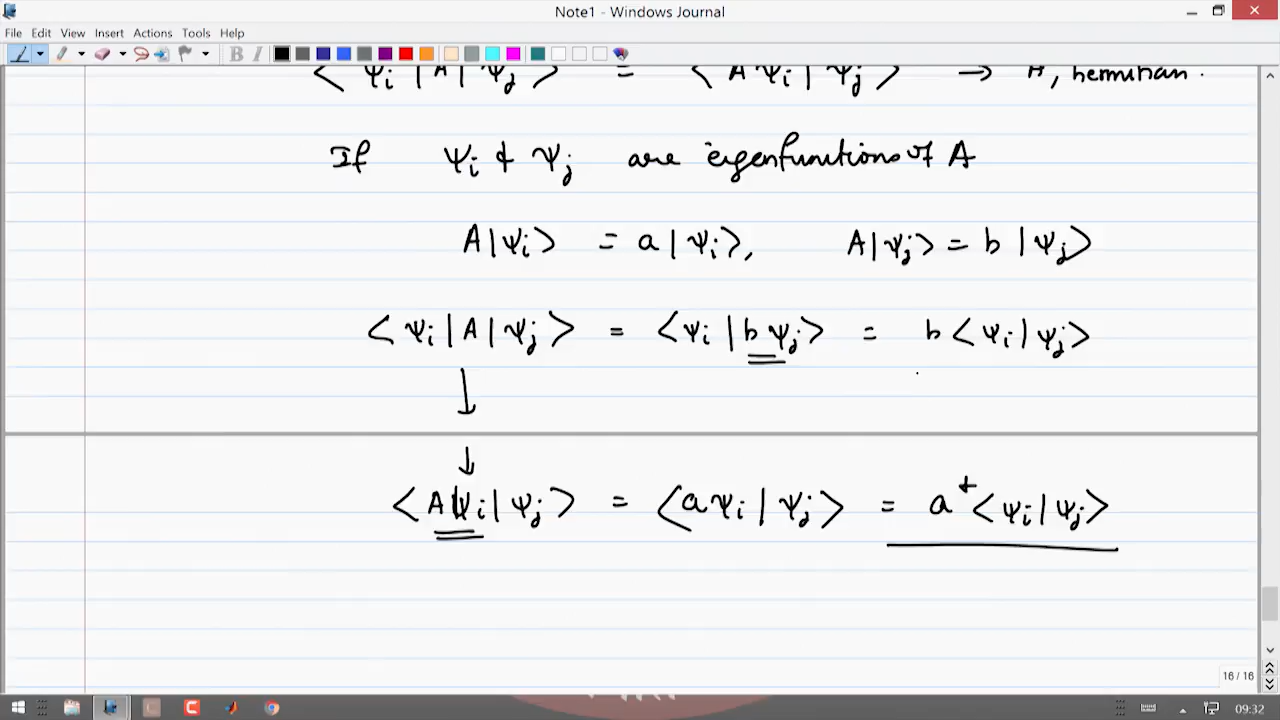 Note1 - Windows Journal
File Edit View Insert Actions Tools Help
B I
⟨ Ψi | A | Ψj ⟩ = ⟨ A Ψi | Ψj ⟩ → A, hermitian.
If Ψi & Ψj are eigenfunctions of A
A|Ψi⟩ = a|Ψi⟩, A|Ψj⟩ = b|Ψj⟩
⟨Ψi|A|Ψj⟩ = ⟨Ψi|bΨj⟩ = b⟨Ψi|Ψj⟩
↓
↓
⟨AΨi|Ψj⟩ = ⟨aΨi|Ψj⟩ = a*⟨Ψi|Ψj⟩
16 / 16
09:32